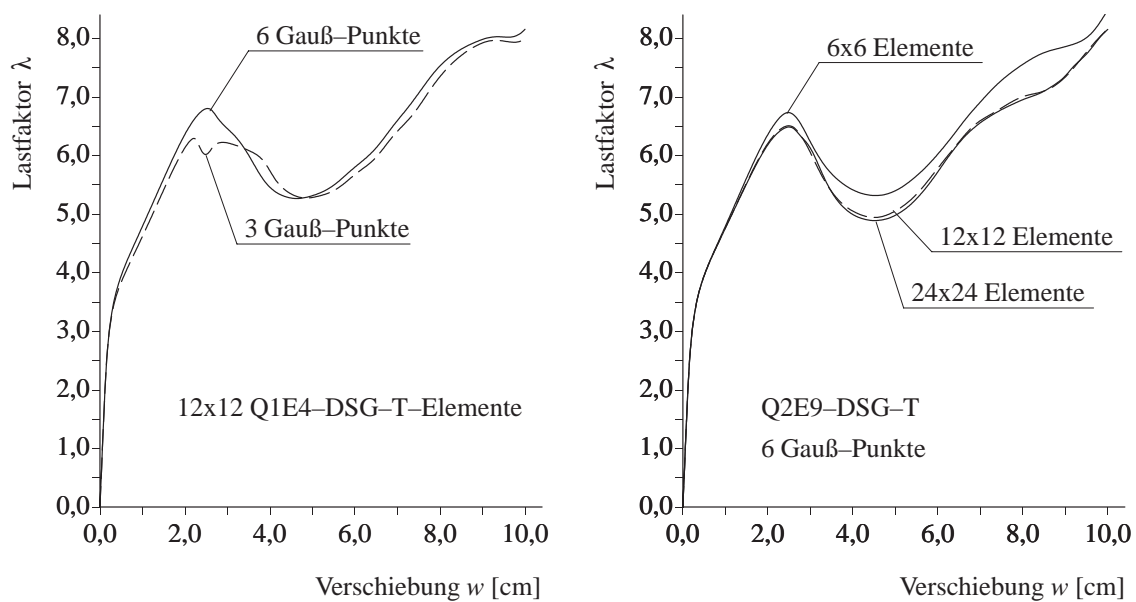 Lastfaktor λ
8,0
7,0
6,0
5,0
4,0
3,0
2,0
1,0
0,0
6 Gauß–Punkte
3 Gauß–Punkte
12x12 Q1E4–DSG–T–Elemente
0,0 2,0 4,0 6,0 8,0 10,0
Verschiebung w [cm]
Lastfaktor λ
8,0
7,0
6,0
5,0
4,0
3,0
2,0
1,0
0,0
6x6 Elemente
12x12 Elemente
24x24 Elemente
Q2E9–DSG–T
6 Gauß–Punkte
0,0 2,0 4,0 6,0 8,0 10,0
Verschiebung w [cm]